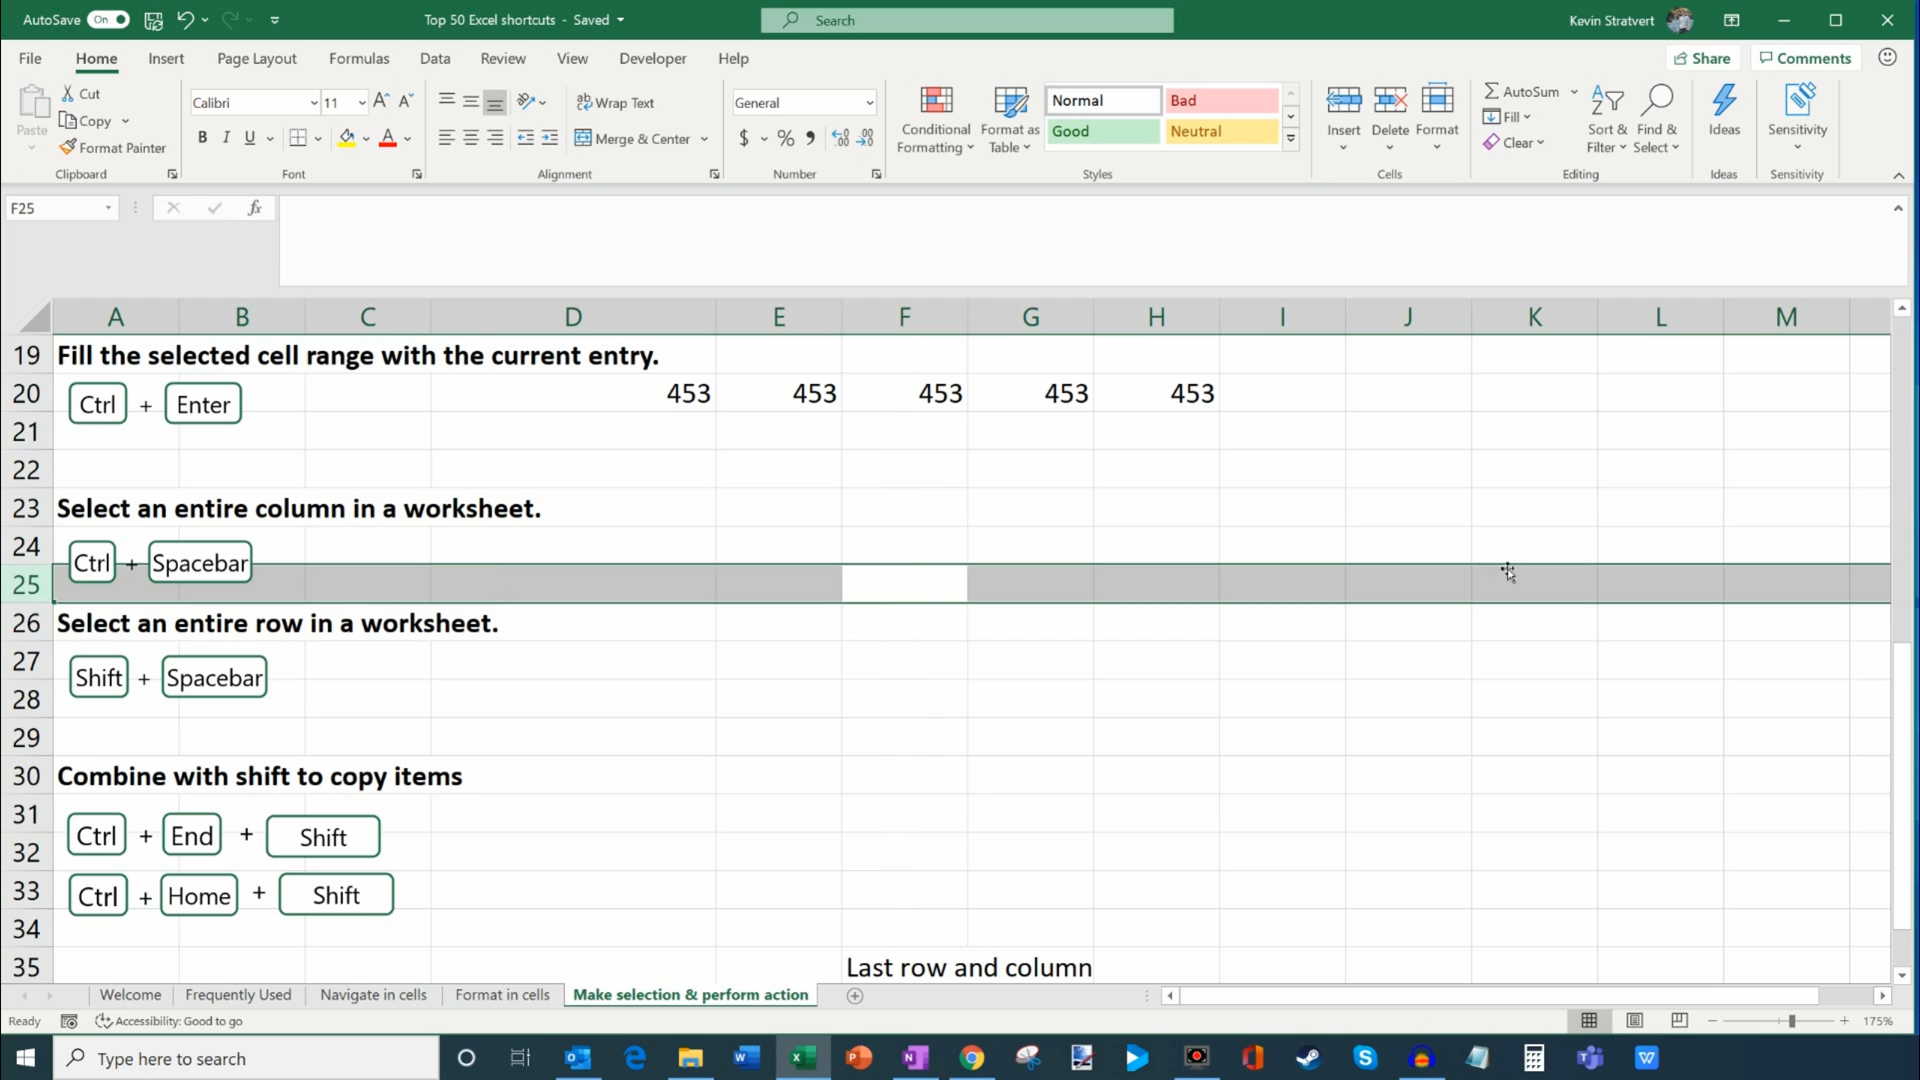 AutoSave On Top 50 Excel shortcuts - Saved Search Kevin Stratvert
File Home Insert Page Layout Formulas Data Review View Developer Help Share Comments
Paste Cut Copy Format Painter Clipboard
Calibri 11 B I U A A A Font
ab Wrap Text Merge & Center Alignment
General $ % Number
Conditional Formatting Format as Table Normal Bad Good Neutral Styles
Insert Delete Format Cells
AutoSum Fill Clear Sort & Filter Find & Select Editing
Ideas Ideas
Sensitivity Sensitivity
F25 fx
A B C D E F G H I J K L M
19 Fill the selected cell range with the current entry.
20 Ctrl + Enter 453 453 453 453 453
21
22
23 Select an entire column in a worksheet.
24 Ctrl + Spacebar
25
26 Select an entire row in a worksheet.
27 Shift + Spacebar
28
29
30 Combine with shift to copy items
31 Ctrl + End + Shift
32
33 Ctrl + Home + Shift
34
35 Last row and column
Welcome Frequently Used Navigate in cells Format in cells Make selection & perform action
Ready Accessibility: Good to go 175%
Type here to search